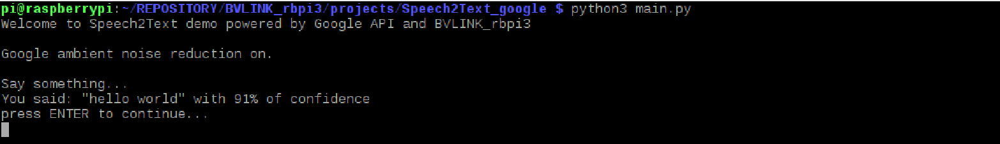 pi@raspberrypi:~/REPOSITORY/BVLINK_rbpi3/projects/Speech2Text_google $ python3 main.py
Welcome to Speech2Text demo powered by Google API and BVLINK_rbpi3
Google ambient noise reduction on.
Say something...
You said: "hello world" with 91% of confidence
press ENTER to continue...